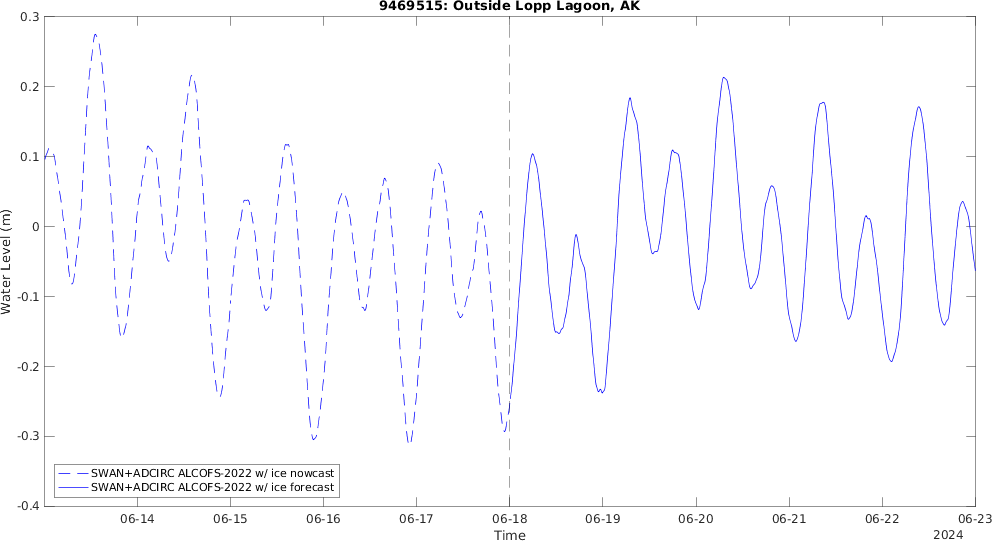 9469515: Outside Lopp Lagoon, AK
0.3
0.2
0.1
0
-0.1
-0.2
-0.3
-0.4
Water Level (m)
SWAN+ADCIRC ALCOFS-2022 w/ ice nowcast
SWAN+ADCIRC ALCOFS-2022 w/ ice forecast
06-14 06-15 06-16 06-17 06-18 06-19 06-20 06-21 06-22 06-23
Time
2024